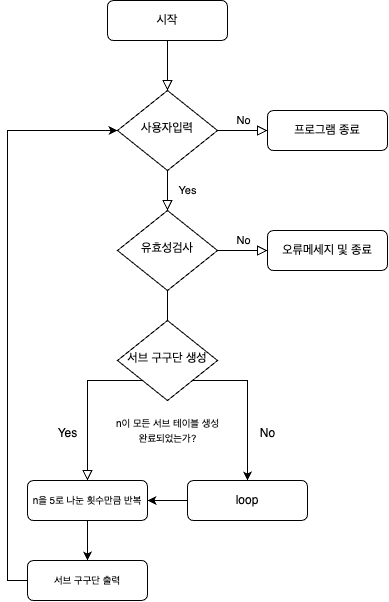 시작
사용자입력
No
프로그램 종료
Yes
유효성검사
No
오류메세지 및 종료
서브 구구단 생성
n이 모든 서브 테이블 생성
완료되었는가?
Yes
No
n을 5로 나눈 횟수만큼 반복
loop
서브 구구단 출력